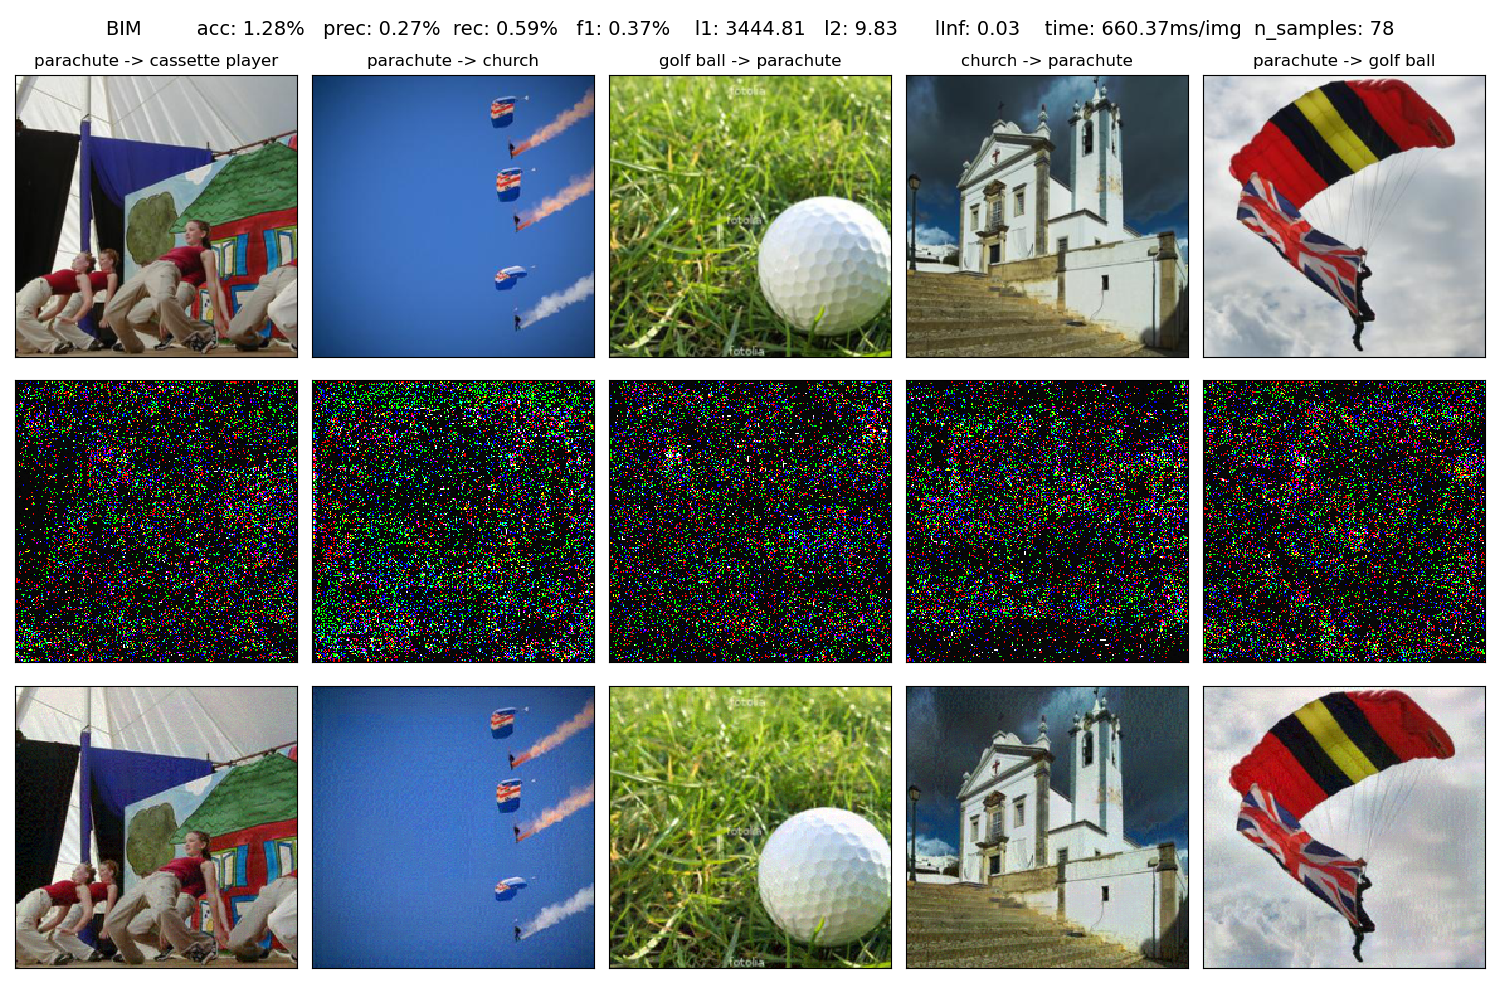 BIM acc: 1.28% prec: 0.27% rec: 0.59% f1: 0.37% l1: 3444.81 l2: 9.83 lInf: 0.03 time: 660.37ms/img n_samples: 78
parachute -> cassette player
parachute -> church
golf ball -> parachute
church -> parachute
parachute -> golf ball
fotolia
fotolia
fotolia
fotolia
fotolia
fotolia